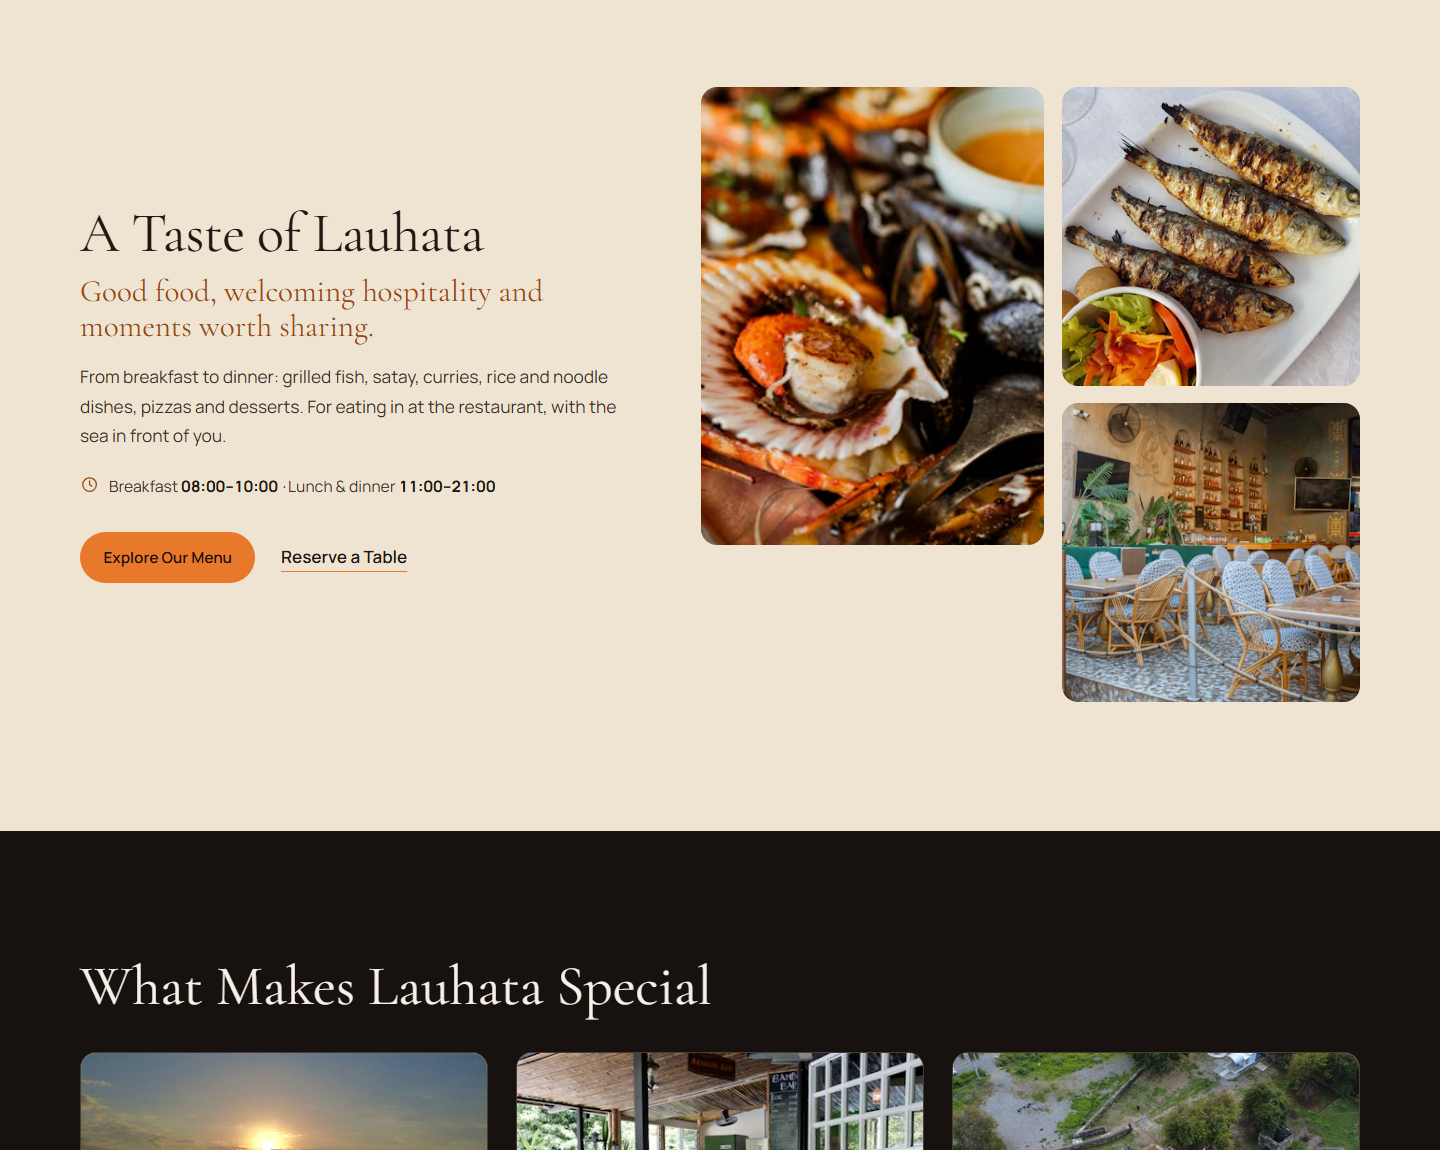 A Taste of Lauhata
Good food, welcoming hospitality and
moments worth sharing.
From breakfast to dinner: grilled fish, satay, curries, rice and noodle
dishes, pizzas and desserts. For eating in at the restaurant, with the
sea in front of you.
Breakfast 08:00–10:00 · Lunch & dinner 11:00–21:00
Explore Our Menu
Reserve a Table
What Makes Lauhata Special